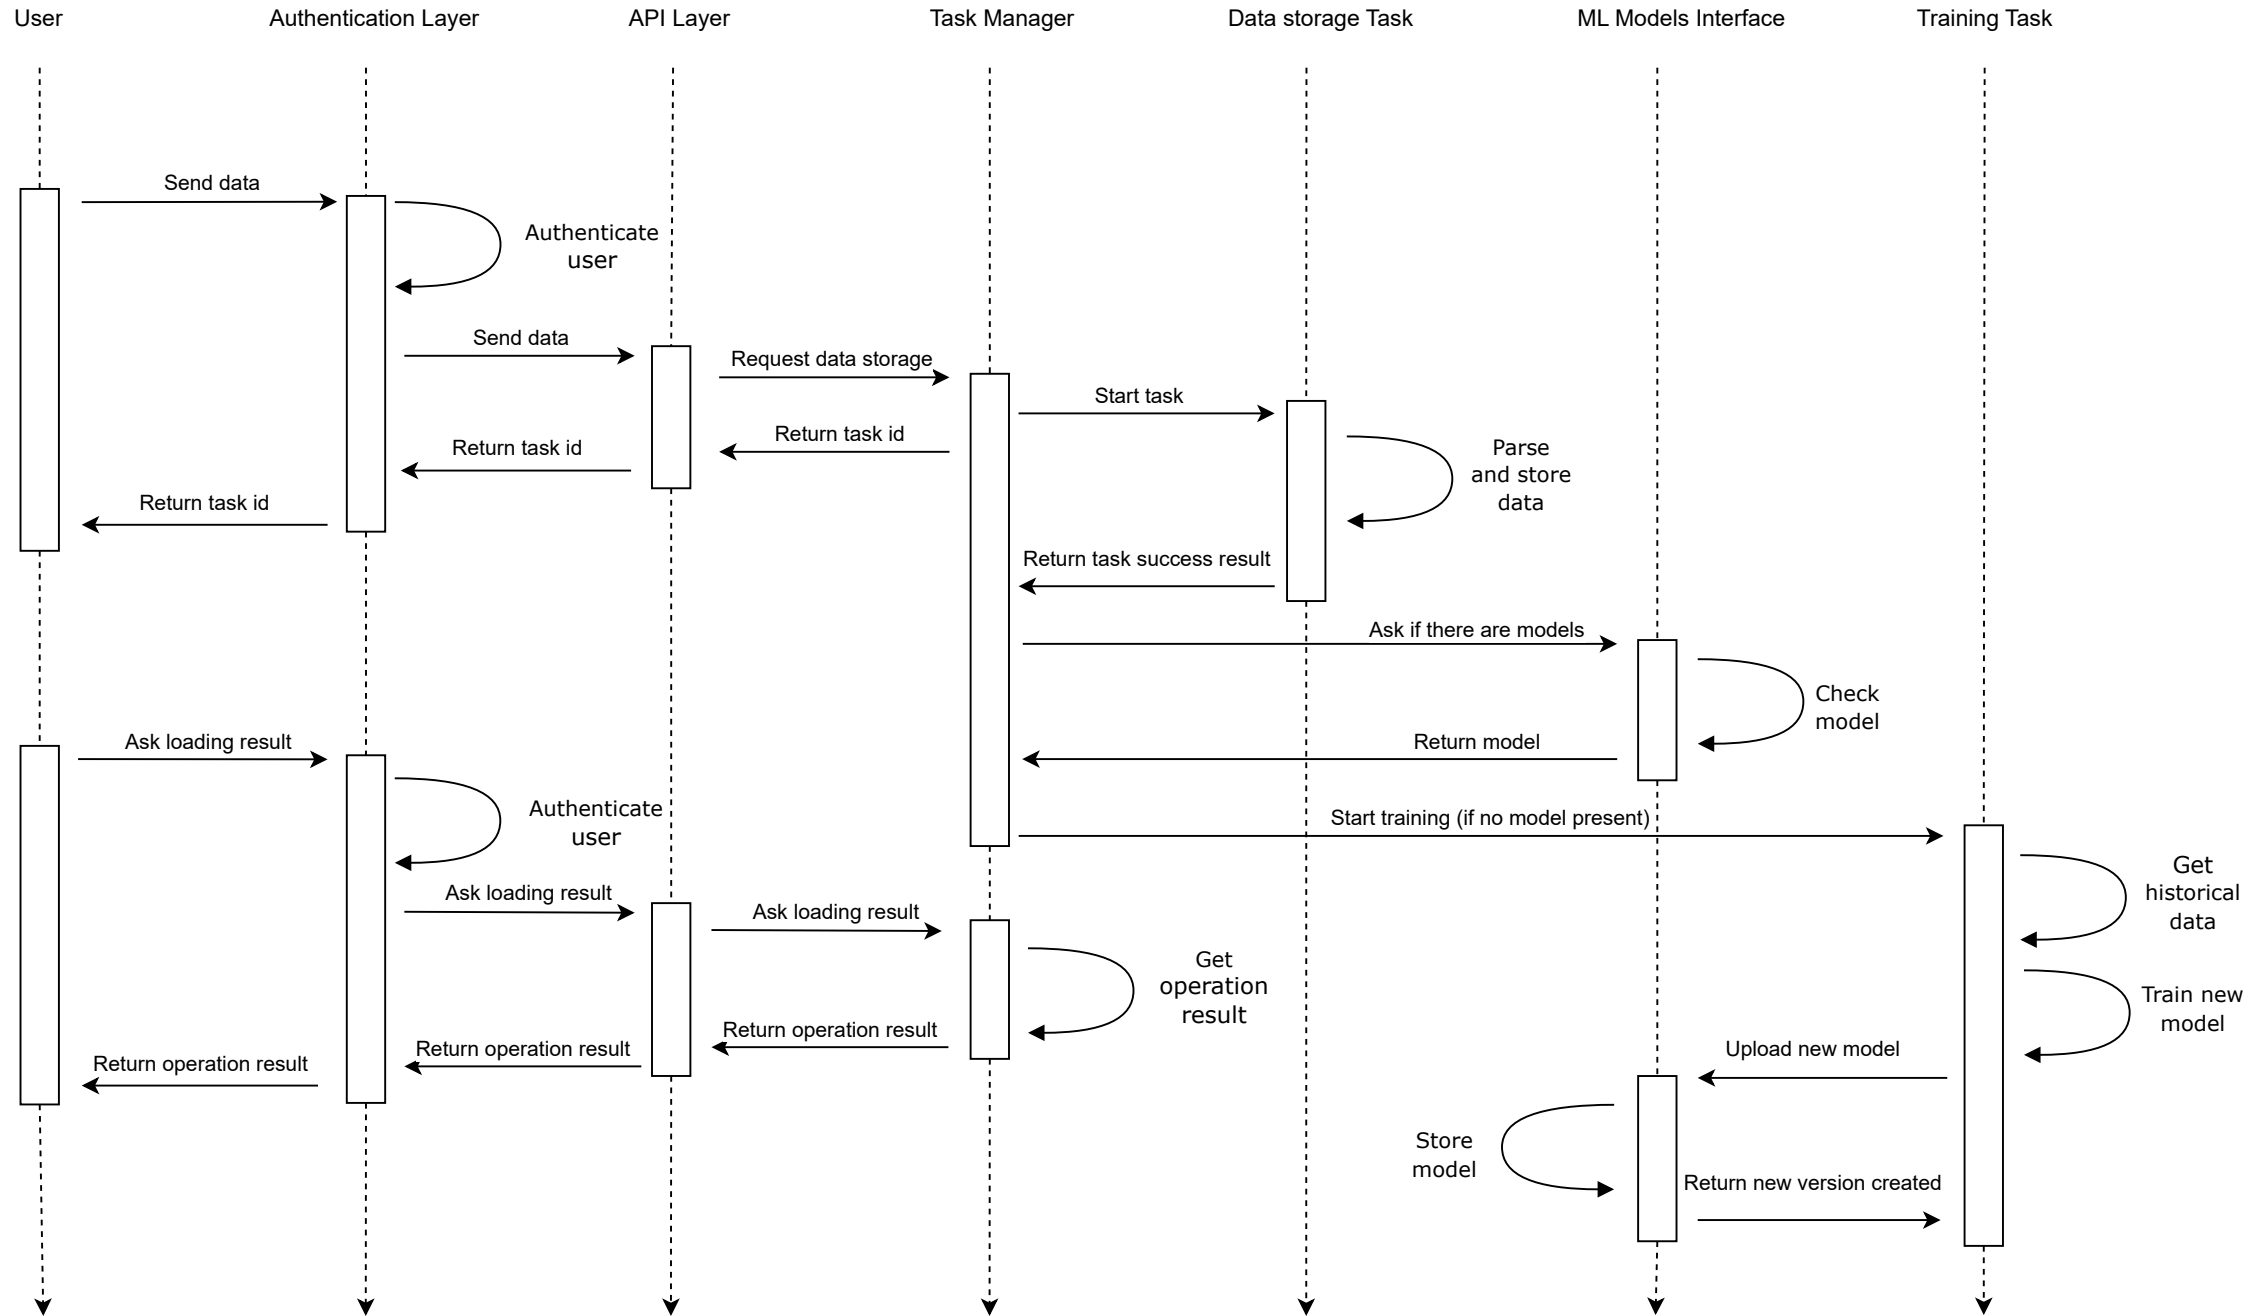 User
Authentication Layer
API Layer
Task Manager
Data storage Task
ML Models Interface
Training Task
Send data
Authenticate
user
Send data
Request data storage
Start task
Return task id
Return task id
Return task id
Parse
and store
data
Return task success result
Ask if there are models
Check
model
Return model
Ask loading result
Authenticate
user
Start training (if no model present)
Get
historical
data
Ask loading result
Ask loading result
Get
operation
result
Train new
model
Return operation result
Return operation result
Return operation result
Upload new model
Store
model
Return new version created